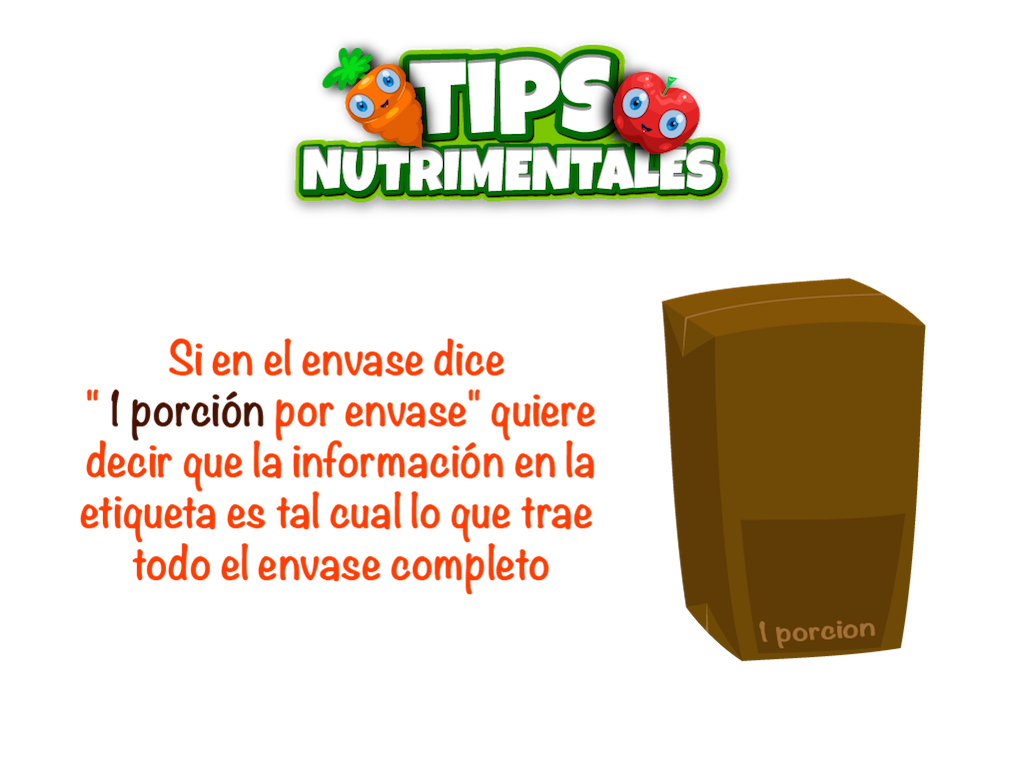 TIPS
NUTRIMENTALES
Si en el envase dice
" 1 porción por envase" quiere
decir que la información en la
etiqueta es tal cual lo que trae
todo el envase completo
1 porcion